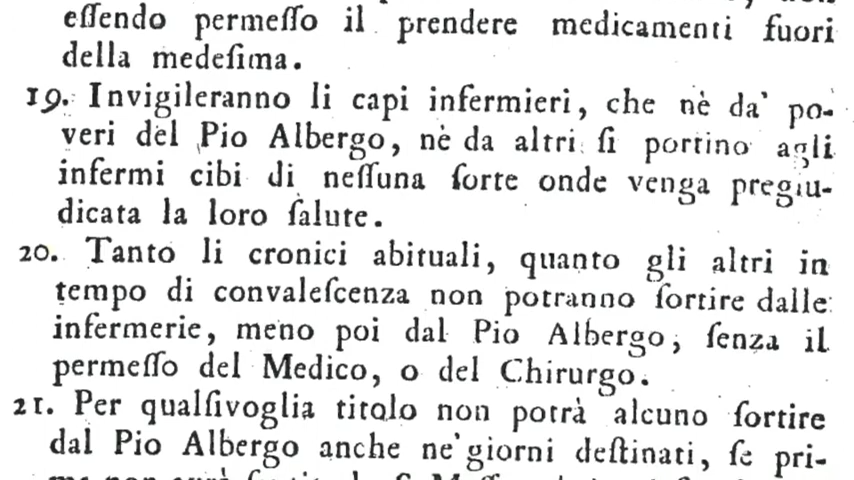 eſſendo permeſſo il prendere medicamenti fuori
della medeſima.
19. Invigileranno li capi infermieri, che nè da' po-
veri del Pio Albergo, nè da altri ſi portino agli
infermi cibi di neſſuna ſorte onde venga pregiu-
dicata la loro ſalute.
20. Tanto li cronici abituali, quanto gli altri in
tempo di convaleſcenza non potranno ſortire dalle
infermerie, meno poi dal Pio Albergo, ſenza il
permeſſo del Medico, o del Chirurgo.
21. Per qualſivoglia titolo non potrà alcuno ſortire
dal Pio Albergo anche ne' giorni deſtinati, ſe pri-